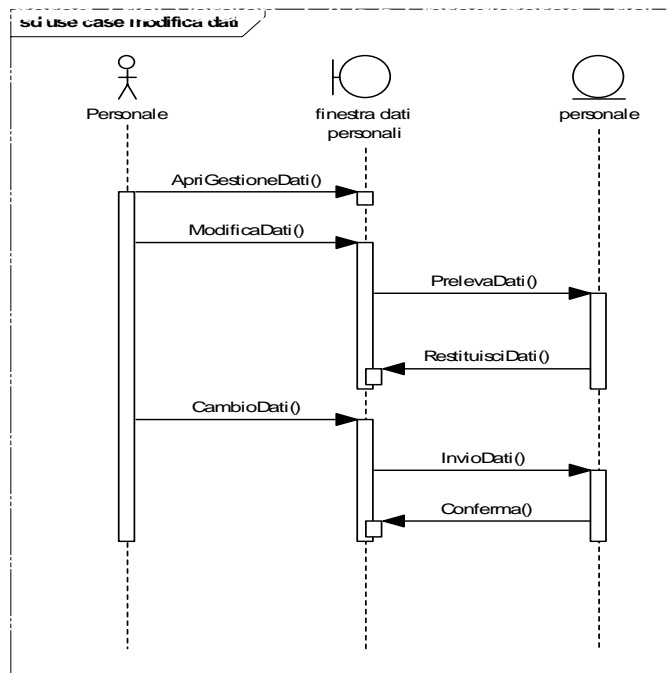 sd use case modifica dati
Personale
finestra dati
personali
personale
ApriGestioneDati()
ModificaDati()
PrelevaDati()
RestituisciDati()
CambioDati()
InvioDati()
Conferma()